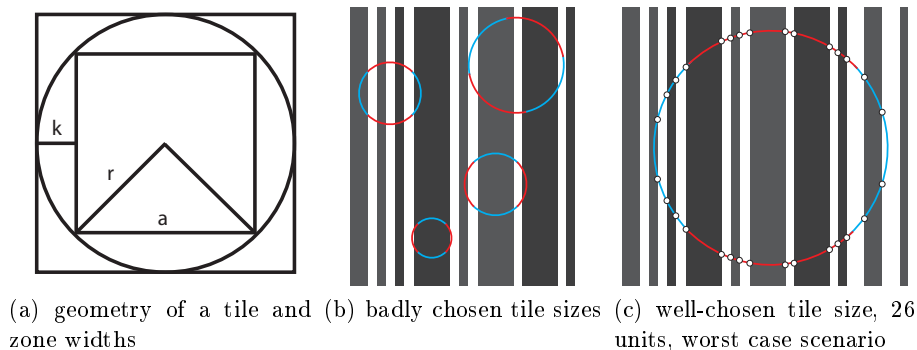 k
r
a
(a) geometry of a tile and
zone widths
(b) badly chosen tile sizes
(c) well-chosen tile size, 26
units, worst case scenario